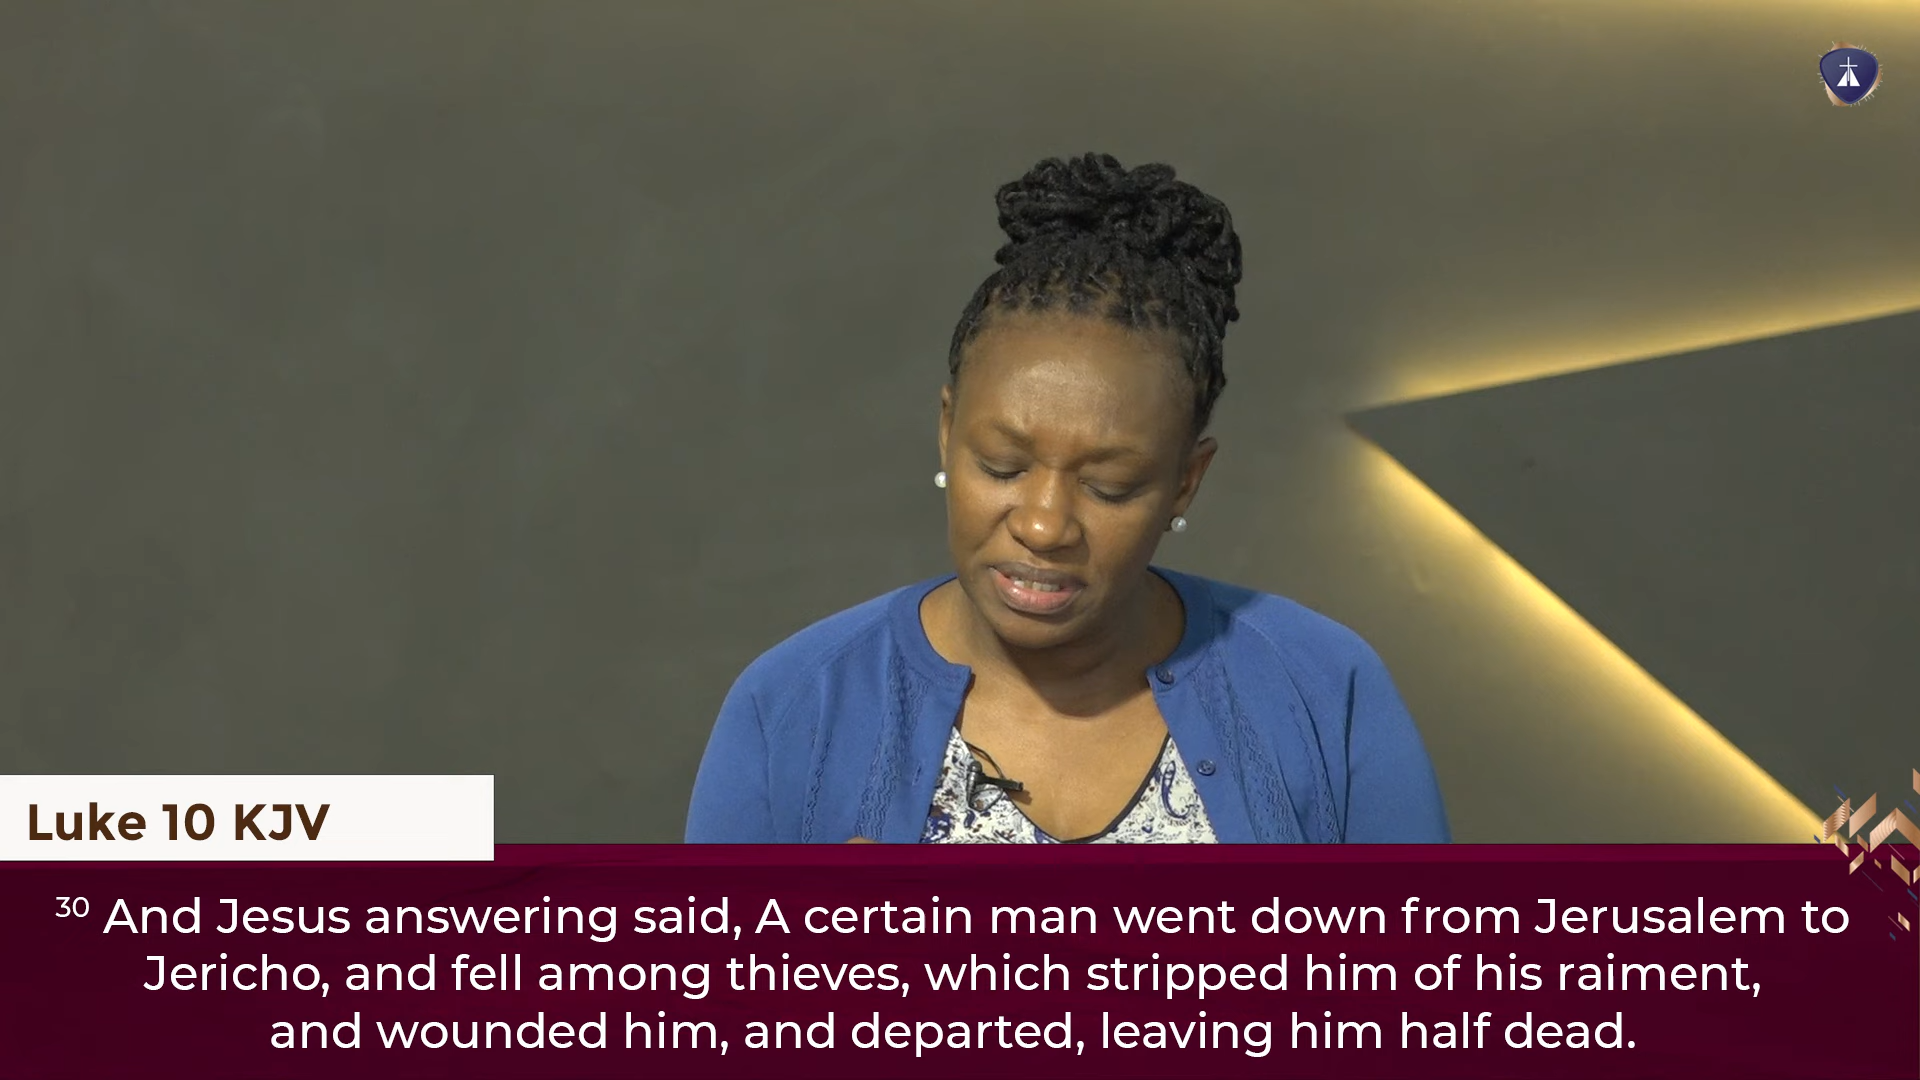 Luke 10 KJV
30 And Jesus answering said, A certain man went down from Jerusalem to
Jericho, and fell among thieves, which stripped him of his raiment,
and wounded him, and departed, leaving him half dead.